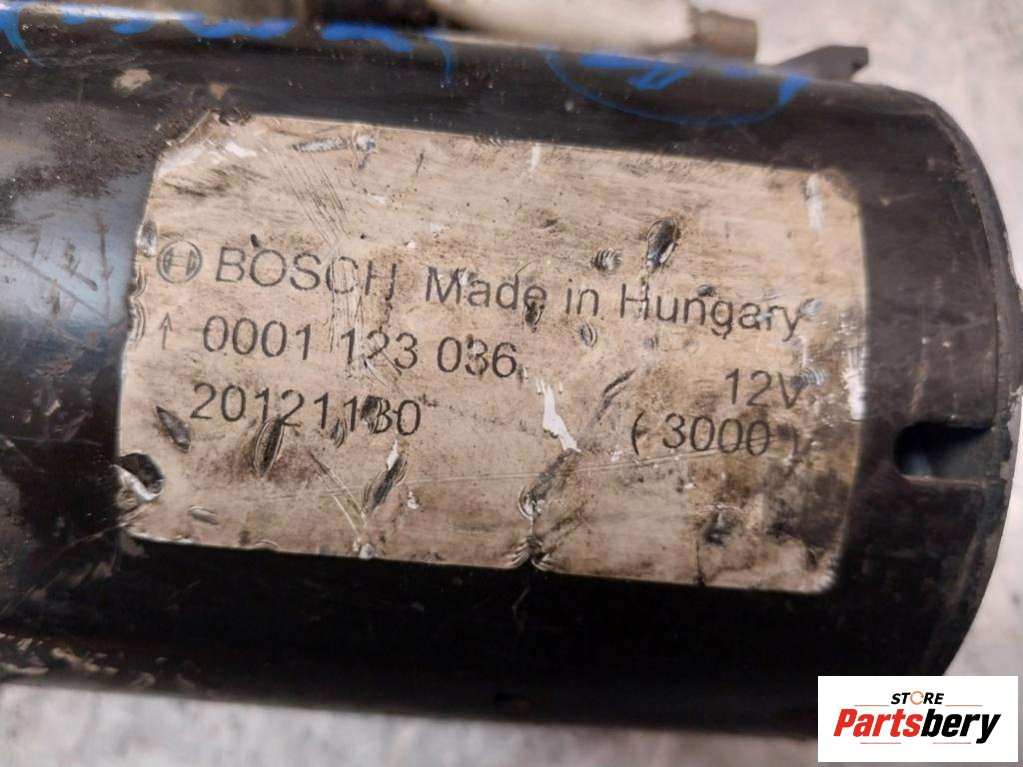 BOSCH Made in Hungary
↑ 0001 123 036 12V
20121130 (3000)
STORE
Partsbery